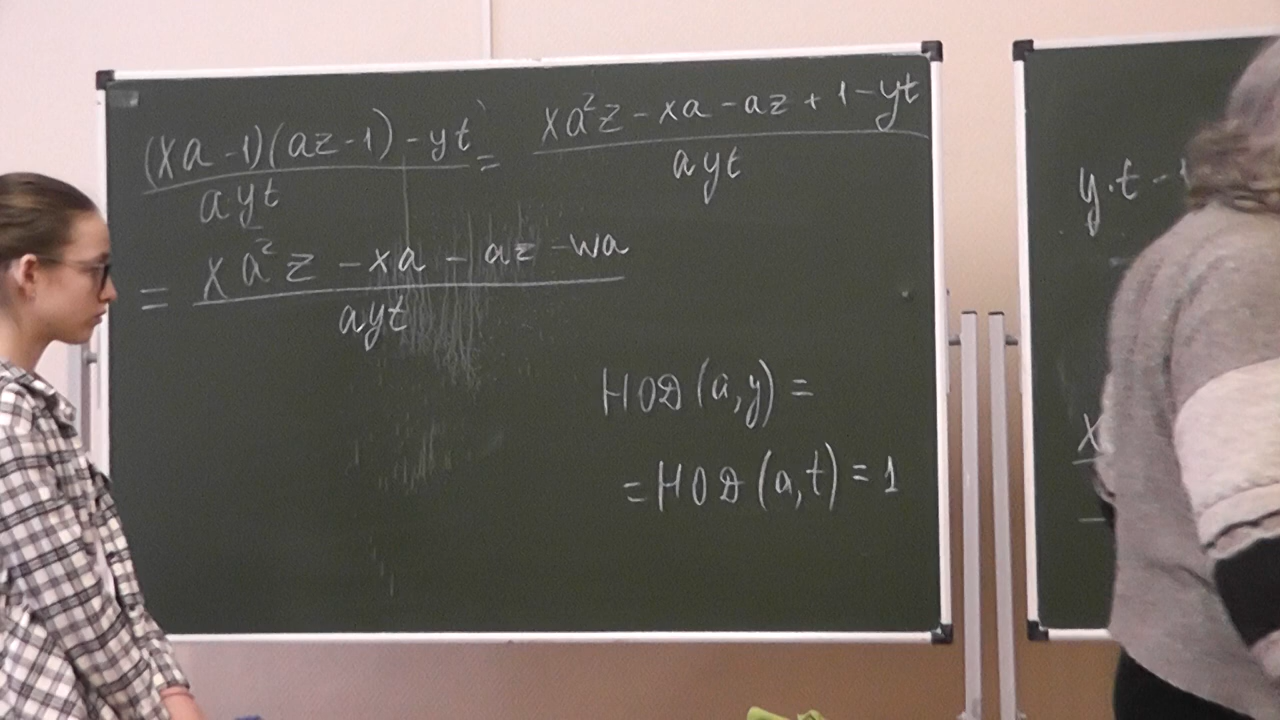 (xa-1)(az-1)-yt / ayt = xa²z - xa - az + 1 - yt / ayt
= xa²z - xa - az - wa / ayt
НОД(a,y) =
= НОД(a,t) = 1
y·t -
x